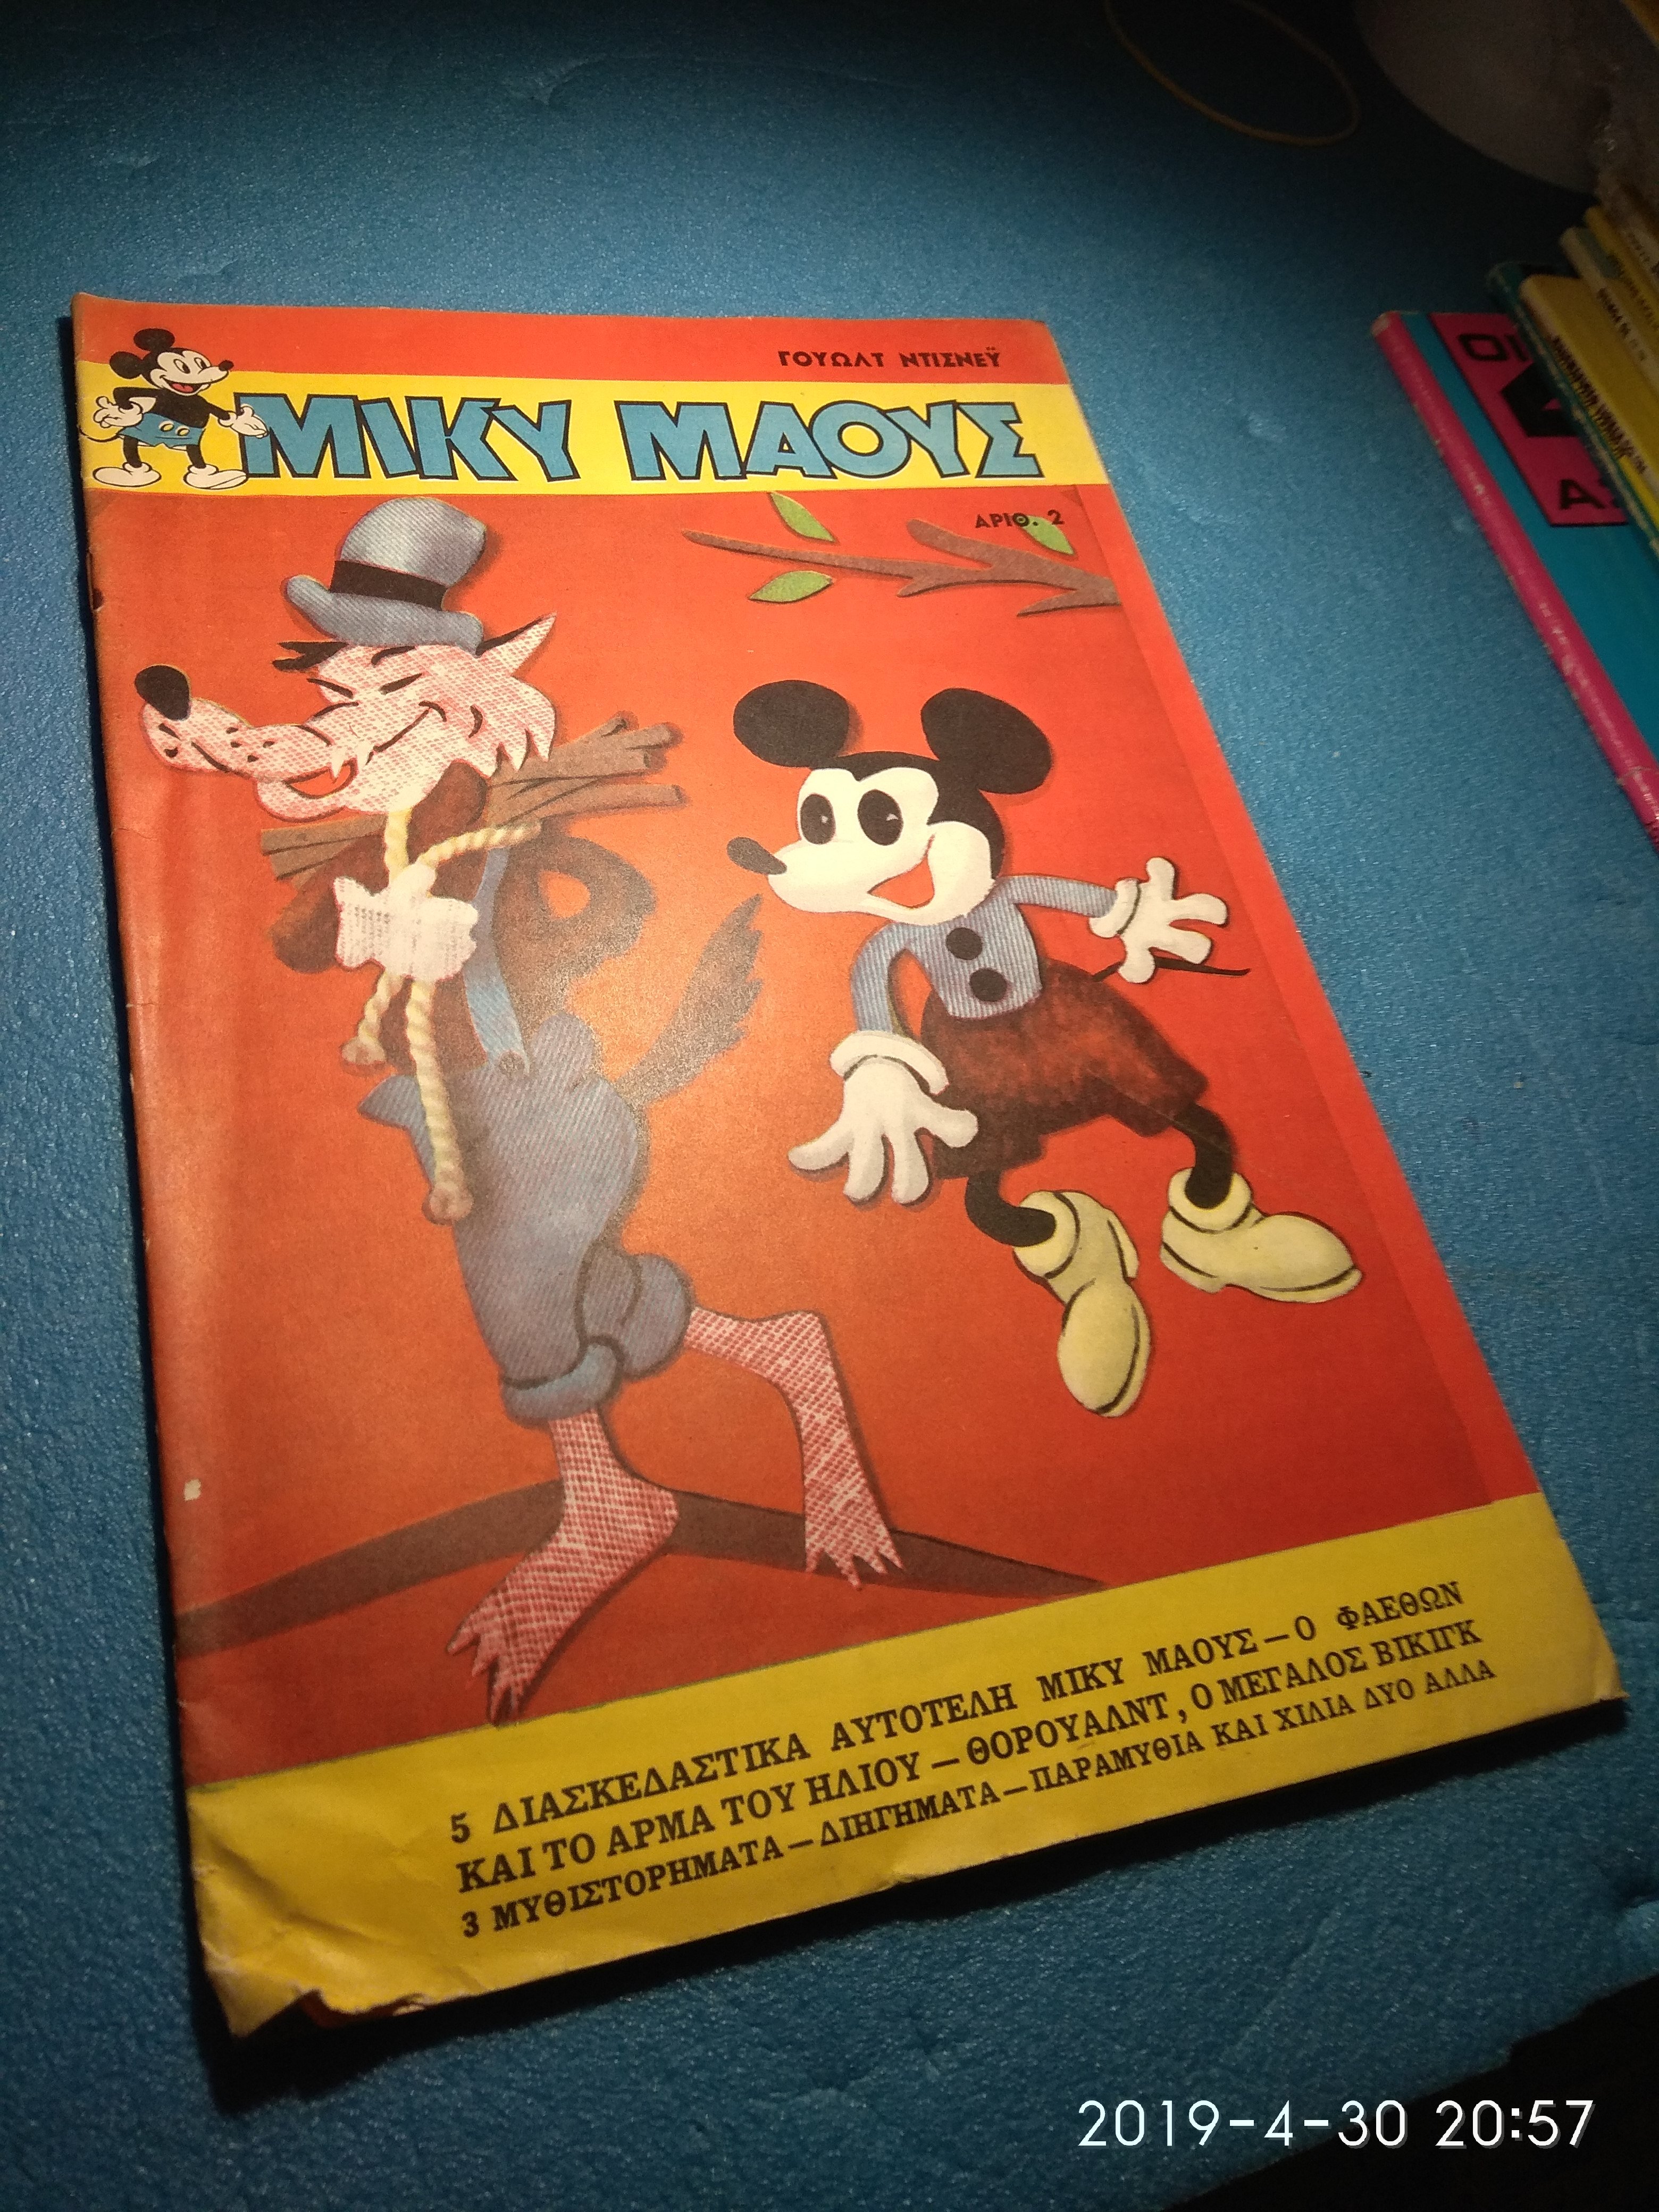 ΓΟΥΩΛΤ ΝΤΙΣΝΕΫ
ΜΙΚΥ ΜΑΟΥΣ
ΑΡΙΘ. 2
5 ΔΙΑΣΚΕΔΑΣΤΙΚΑ ΑΥΤΟΤΕΛΗ ΜΙΚΥ ΜΑΟΥΣ — Ο ΦΑΕΘΩΝ
ΚΑΙ ΤΟ ΑΡΜΑ ΤΟΥ ΗΛΙΟΥ — ΘΟΡΟΥΑΛΝΤ, Ο ΜΕΓΑΛΟΣ ΒΙΚΙΓΚ
3 ΜΥΘΙΣΤΟΡΗΜΑΤΑ — ΔΙΗΓΗΜΑΤΑ — ΠΑΡΑΜΥΘΙΑ ΚΑΙ ΧΙΛΙΑ ΔΥΟ ΑΛΛΑ
ΟΙ
2019-4-30 20:57